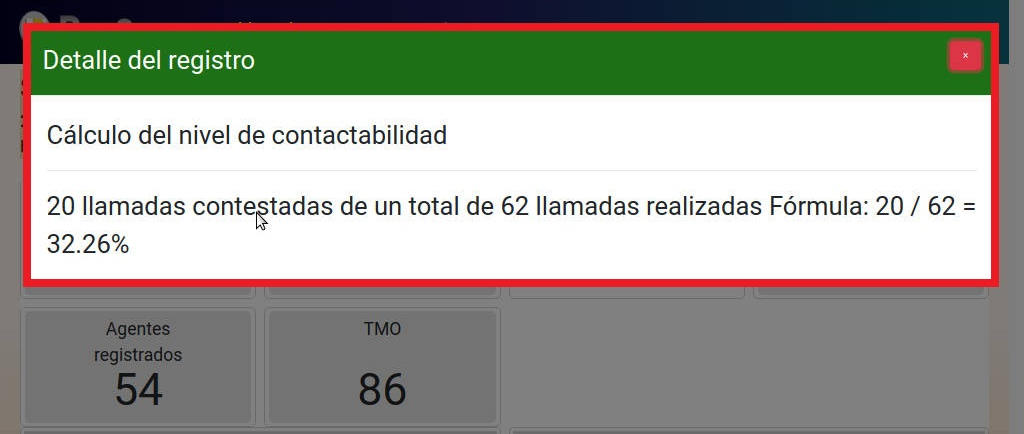 Detalle del registro
×
Cálculo del nivel de contactabilidad
20 llamadas contestadas de un total de 62 llamadas realizadas Fórmula: 20 / 62 =
32.26%
Agentes
registrados
54
TMO
86